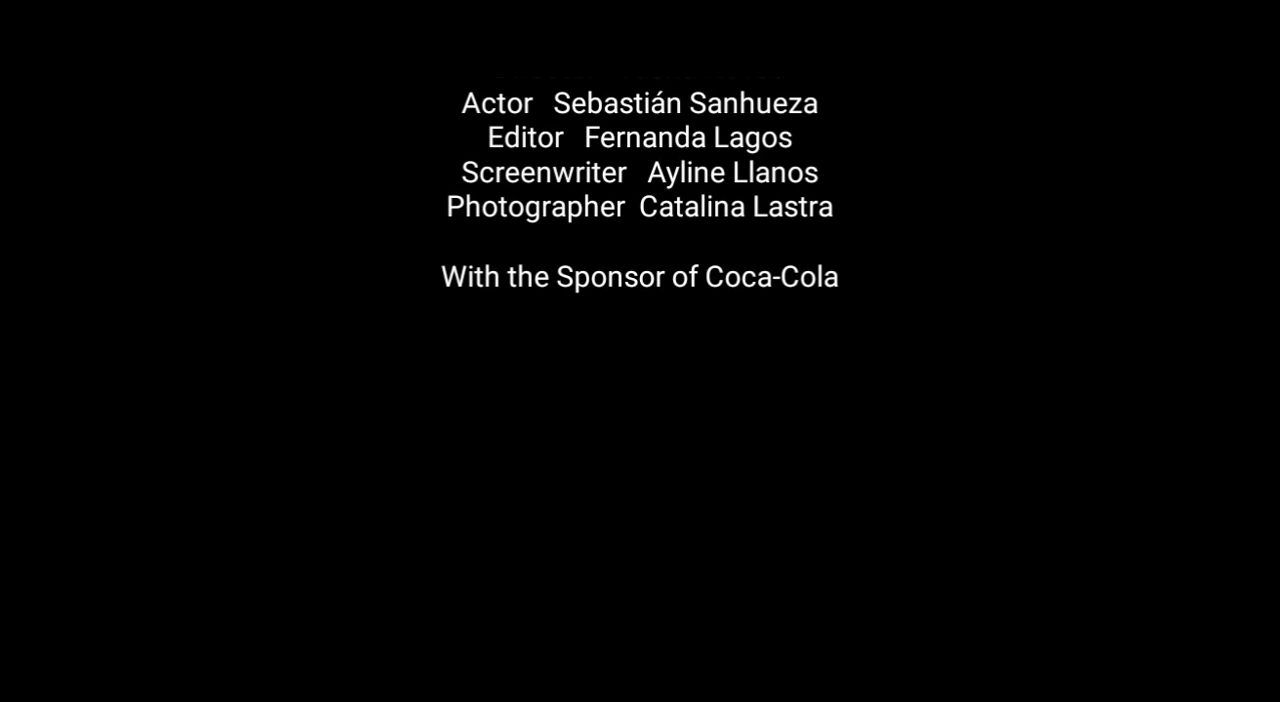 Actor Sebastián Sanhueza
Editor Fernanda Lagos
Screenwriter Ayline Llanos
Photographer Catalina Lastra
With the Sponsor of Coca-Cola